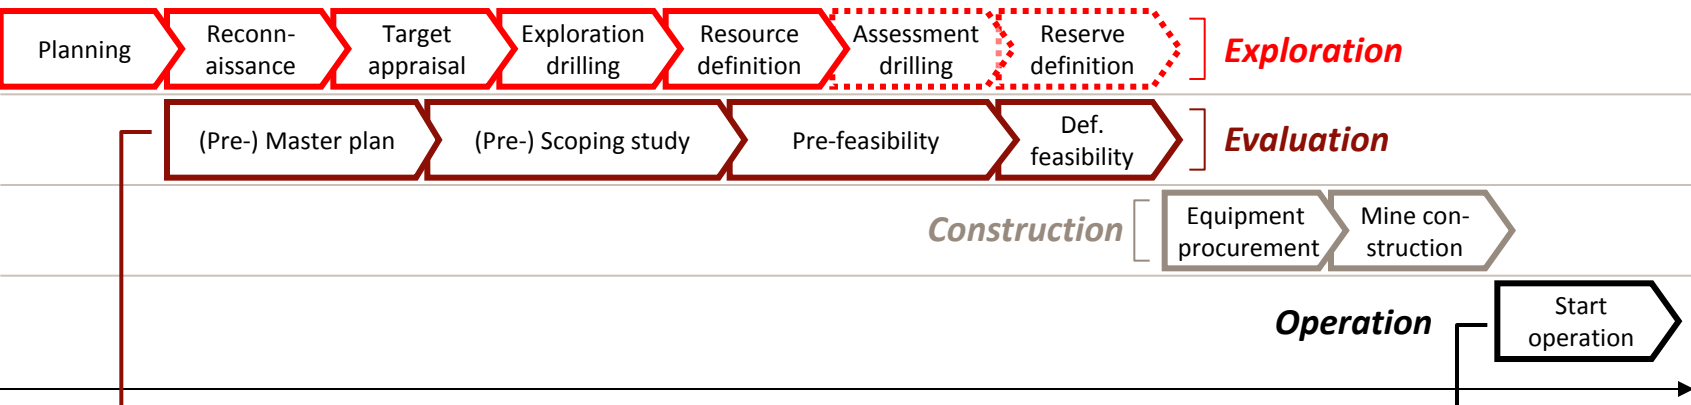 Planning
Reconn-
aissance
Target
appraisal
Exploration
drilling
Resource
definition
Assessment
drilling
Reserve
definition
Exploration
(Pre-) Master plan
(Pre-) Scoping study
Pre-feasibility
Def.
feasibility
Evaluation
Construction
Equipment
procurement
Mine con-
struction
Operation
Start
operation